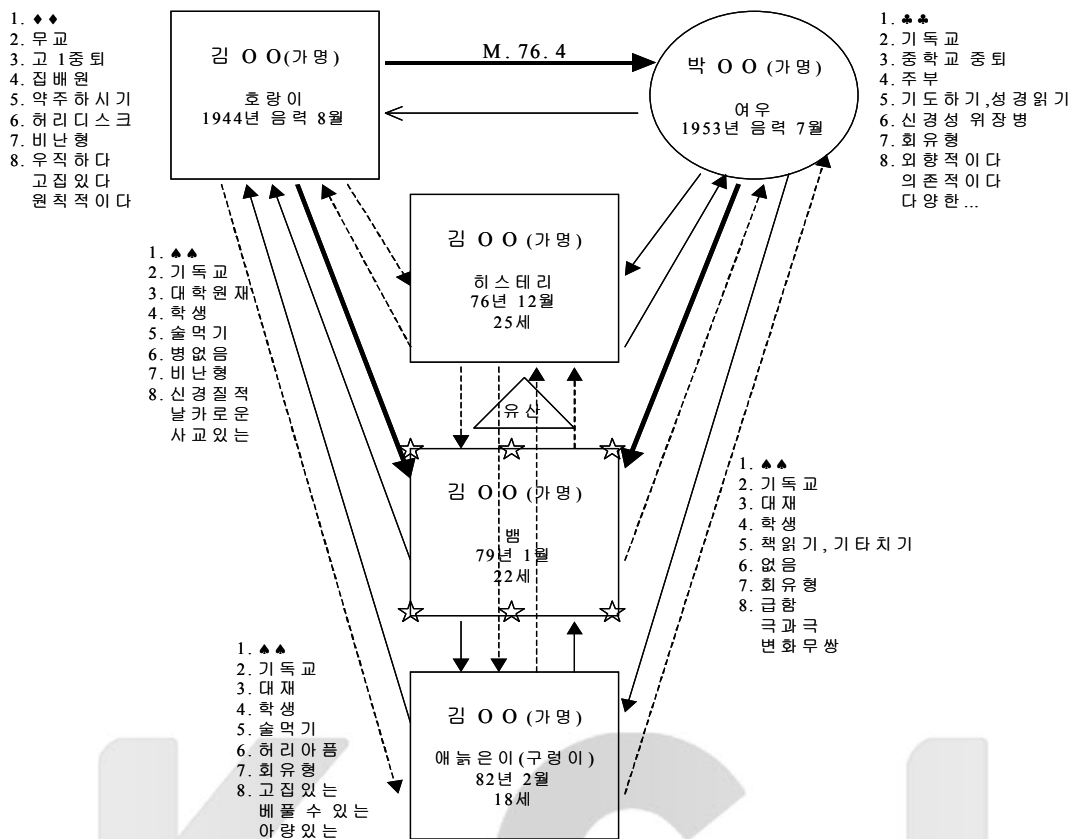 1. ♦♦
2. 무교
3. 고 1중퇴
4. 집배원
5. 약주하시기
6. 허리디스크
7. 비난형
8. 우직하다
고집있다
원칙적이다
김 O O(가명)
호랑이
1944년 음력 8월
M. 76. 4
박 O O (가명)
여우
1953년 음력 7월
1. ♣♣
2. 기독교
3. 중학교 중퇴
4. 주부
5. 기도하기,성경읽기
6. 신경성 위장병
7. 회유형
8. 외향적이다
의존적이다
다양한...
1. ♠♠
2. 기독교
3. 대학원재
4. 학생
5. 술먹기
6. 병없음
7. 비난형
8. 신경질적
날카로운
사교있는
김 O O (가명)
히스테리
76년 12월
25세
유산
김 O O (가명)
뱀
79년 1월
22세
1. ♠♠
2. 기독교
3. 대재
4. 학생
5. 책읽기, 기타치기
6. 없음
7. 회유형
8. 급함
극과극
변화무쌍
1. ♠♠
2. 기독교
3. 대재
4. 학생
5. 술먹기
6. 허리아픔
7. 회유형
8. 고집있는
베풀 수 있는
아량있는
김 O O (가명)
애늙은이(구렁이)
82년 2월
18세